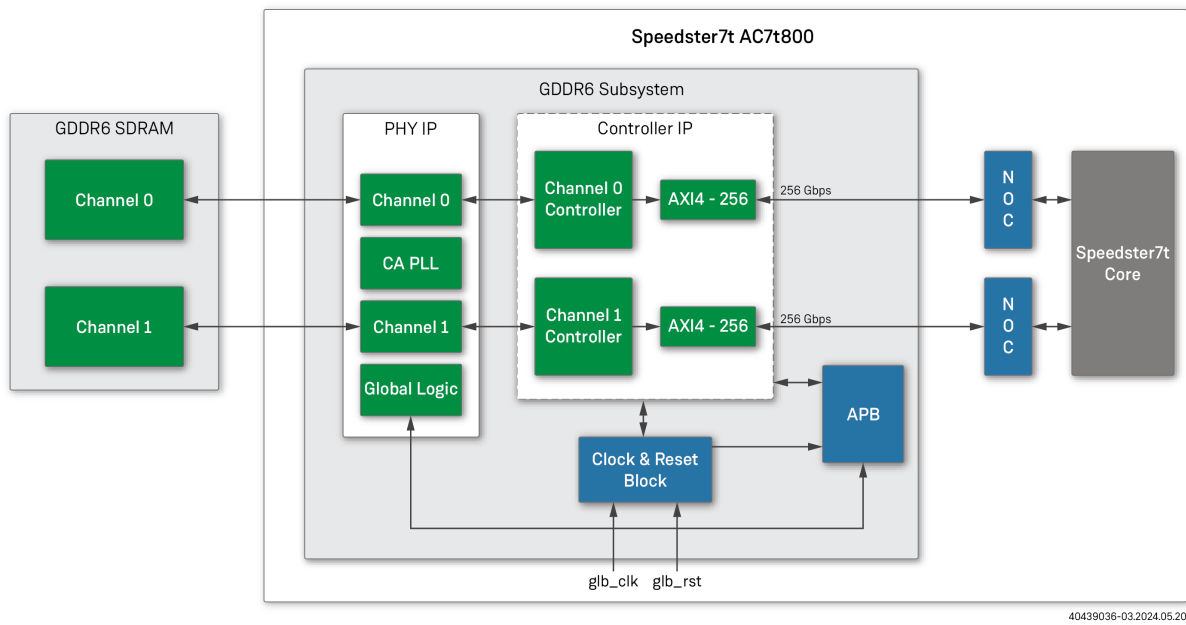 Speedster7t AC7t800
GDDR6 Subsystem
GDDR6 SDRAM
Channel 0
Channel 1
PHY IP
Channel 0
CA PLL
Channel 1
Global Logic
Controller IP
Channel 0
Controller
AXI4 - 256
Channel 1
Controller
AXI4 - 256
256 Gbps
256 Gbps
N
O
C
N
O
C
Speedster7t
Core
APB
Clock & Reset
Block
glb_clk
glb_rst
40439036-03.2024.05.20